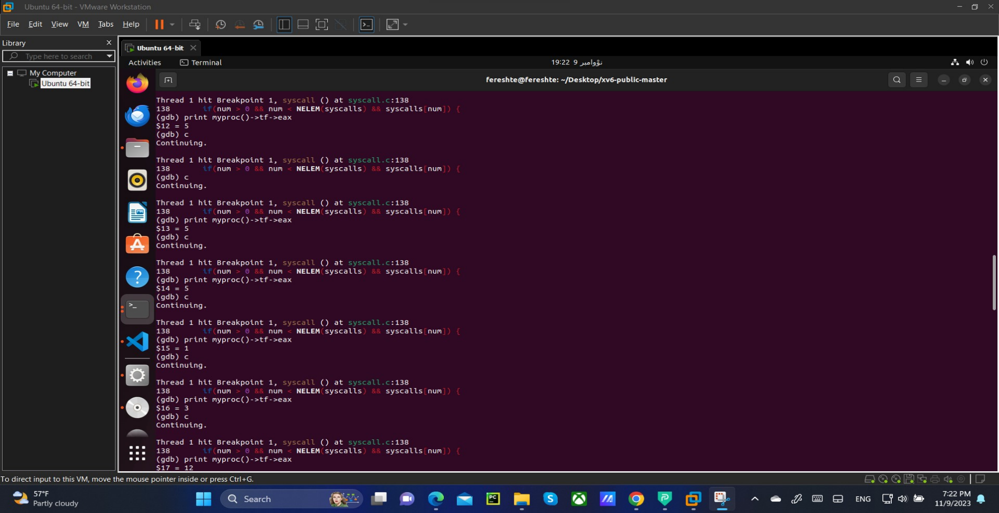 Ubuntu 64-bit - VMware Workstation
File Edit View VM Tabs Help
Library
Type here to search
My Computer
Ubuntu 64-bit
Ubuntu 64-bit
Activities Terminal
19:22 9 نوْوامبر
fereshte@fereshte: ~/Desktop/xv6-public-master
Thread 1 hit Breakpoint 1, syscall () at syscall.c:138
138 if(num > 0 && num < NELEM(syscalls) && syscalls[num]) {
(gdb) print myproc()->tf->eax
$12 = 5
(gdb) c
Continuing.
Thread 1 hit Breakpoint 1, syscall () at syscall.c:138
138 if(num > 0 && num < NELEM(syscalls) && syscalls[num]) {
(gdb) c
Continuing.
Thread 1 hit Breakpoint 1, syscall () at syscall.c:138
138 if(num > 0 && num < NELEM(syscalls) && syscalls[num]) {
(gdb) print myproc()->tf->eax
$13 = 5
(gdb) c
Continuing.
Thread 1 hit Breakpoint 1, syscall () at syscall.c:138
138 if(num > 0 && num < NELEM(syscalls) && syscalls[num]) {
(gdb) print myproc()->tf->eax
$14 = 5
(gdb) c
Continuing.
Thread 1 hit Breakpoint 1, syscall () at syscall.c:138
138 if(num > 0 && num < NELEM(syscalls) && syscalls[num]) {
(gdb) print myproc()->tf->eax
$15 = 1
(gdb) c
Continuing.
Thread 1 hit Breakpoint 1, syscall () at syscall.c:138
138 if(num > 0 && num < NELEM(syscalls) && syscalls[num]) {
(gdb) print myproc()->tf->eax
$16 = 3
(gdb) c
Continuing.
Thread 1 hit Breakpoint 1, syscall () at syscall.c:138
138 if(num > 0 && num < NELEM(syscalls) && syscalls[num]) {
(gdb) print myproc()->tf->eax
$17 = 12
To direct input to this VM, move the mouse pointer inside or press Ctrl+G.
57°F
Partly cloudy
Search
PC
ENG
7:22 PM
11/9/2023